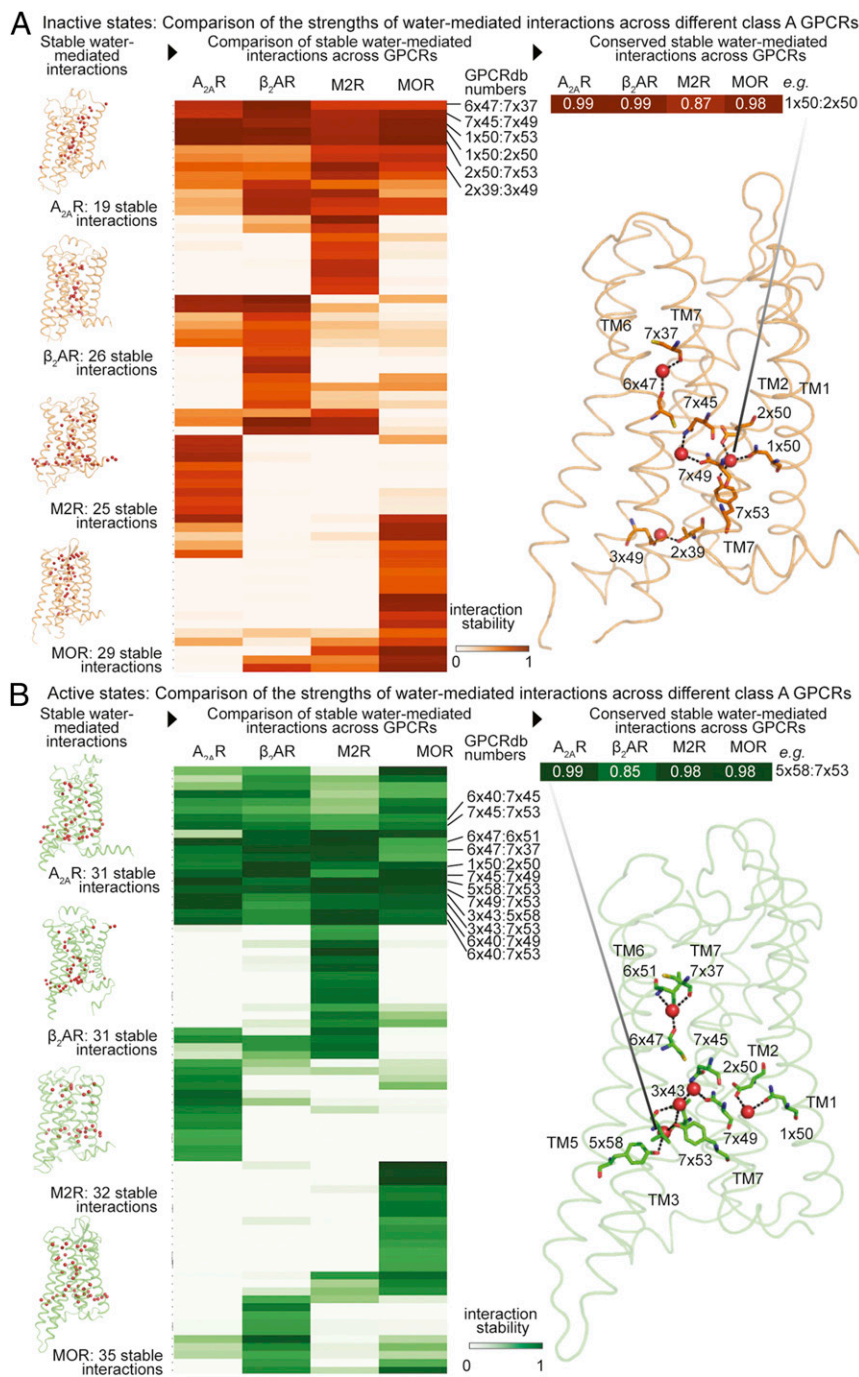 A Inactive states: Comparison of the strengths of water-mediated interactions across different class A GPCRs
Stable water-
mediated
interactions
A2AR: 19 stable
interactions
β2AR: 26 stable
interactions
M2R: 25 stable
interactions
MOR: 29 stable
interactions
Comparison of stable water-mediated
interactions across GPCRs
A2AR β2AR M2R MOR
GPCRdb
numbers
6x47:7x37
7x45:7x49
1x50:7x53
1x50:2x50
2x50:7x53
2x39:3x49
interaction
stability
0 1
Conserved stable water-mediated
interactions across GPCRs
A2AR β2AR M2R MOR e.g.
0.99 0.99 0.87 0.98 1x50:2x50
TM6 TM7
7x37
6x47
7x45
TM2
TM1
2x50
1x50
7x49
7x53
3x49
2x39
TM7
B Active states: Comparison of the strengths of water-mediated interactions across different class A GPCRs
Stable water-
mediated
interactions
A2AR: 31 stable
interactions
β2AR: 31 stable
interactions
M2R: 32 stable
interactions
MOR: 35 stable
interactions
Comparison of stable water-mediated
interactions across GPCRs
A2AR β2AR M2R MOR
GPCRdb
numbers
6x40:7x45
7x45:7x53
6x47:6x51
6x47:7x37
1x50:2x50
7x45:7x49
5x58:7x53
7x49:7x53
3x43:5x58
3x43:7x53
6x40:7x49
6x40:7x53
interaction
stability
0 1
Conserved stable water-mediated
interactions across GPCRs
A2AR β2AR M2R MOR e.g.
0.99 0.85 0.98 0.98 5x58:7x53
TM6 TM7
6x51 7x37
6x47
7x45
TM2
2x50
3x43
TM1
TM5 5x58
7x49
1x50
7x53
TM7
TM3